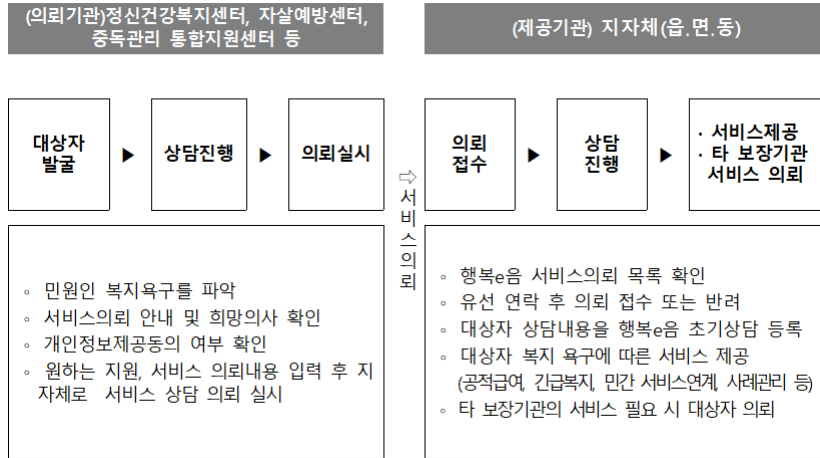 (의뢰기관)정신건강복지센터, 자살예방센터,
중독관리 통합지원센터 등
대상자
발굴
▶
상담진행
▶
의뢰실시
◦ 민원인 복지욕구를 파악
◦ 서비스의뢰 안내 및 희망의사 확인
◦ 개인정보제공동의 여부 확인
◦ 원하는 지원, 서비스 의뢰내용 입력 후 지
자체로 서비스 상담 의뢰 실시
⇨
서비스의뢰
(제공기관) 지자체(읍.면.동)
의뢰
접수
▶
상담
진행
▶
· 서비스제공
· 타 보장기관
서비스 의뢰
◦ 행복e음 서비스의뢰 목록 확인
◦ 유선 연락 후 의뢰 접수 또는 반려
◦ 대상자 상담내용을 행복e음 초기상담 등록
◦ 대상자 복지 욕구에 따른 서비스 제공
(공적급여, 긴급복지, 민간 서비스연계, 사례관리 등)
◦ 타 보장기관의 서비스 필요 시 대상자 의뢰